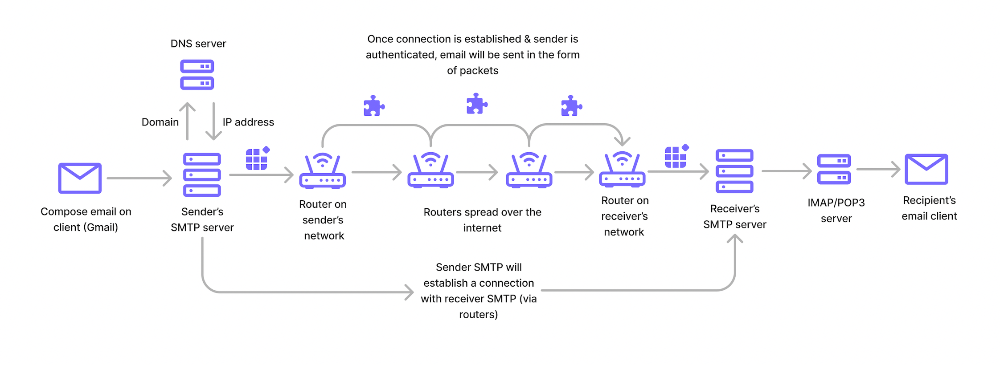 DNS server
Once connection is established & sender is
authenticated, email will be sent in the form
of packets
Domain
IP address
Compose email on
client (Gmail)
Sender’s
SMTP server
Router on
sender’s
network
Routers spread over the
internet
Router on
receiver’s
network
Receiver’s
SMTP server
IMAP/POP3
server
Recipient’s
email client
Sender SMTP will
establish a connection
with receiver SMTP (via
routers)